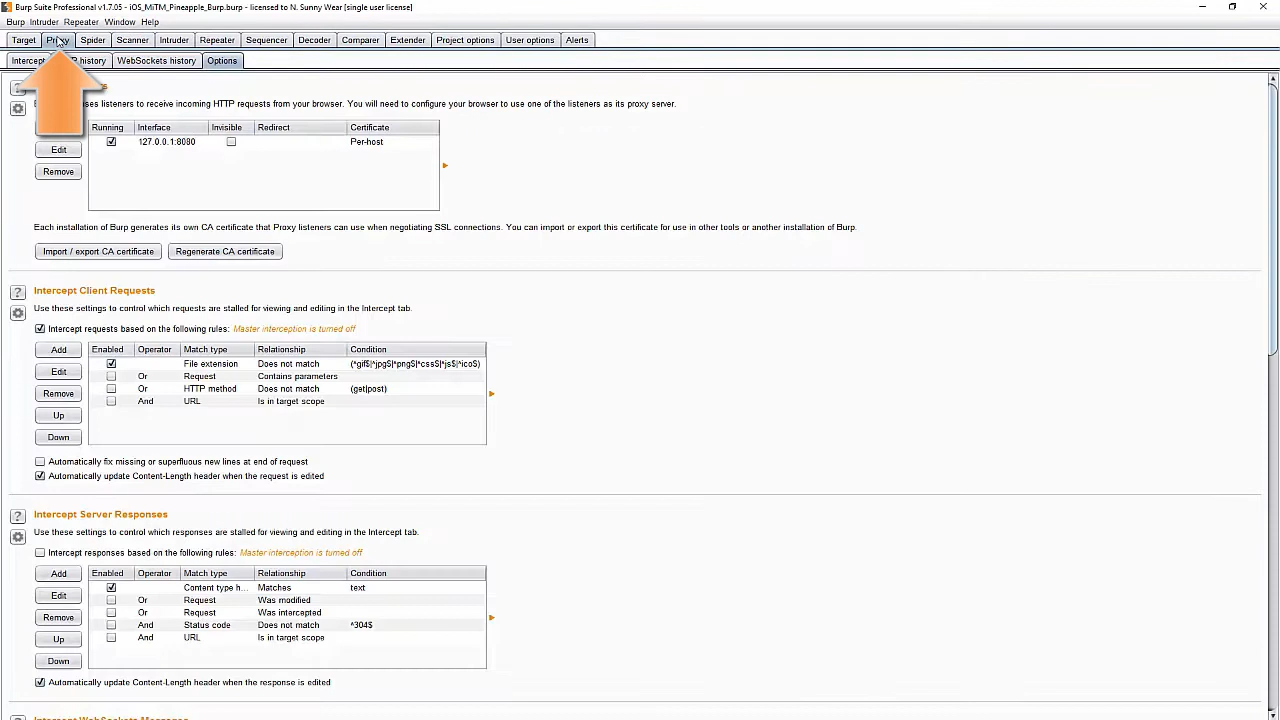 Burp Suite Professional v1.7.05 - iOS_MiTM_Pineapple_Burp.burp - licensed to N. Sunny Wear [single user license]
Burp Intruder Repeater Window Help
Target Proxy Spider Scanner Intruder Repeater Sequencer Decoder Comparer Extender Project options User options Alerts
Intercept history WebSockets history Options
?
listeners to receive incoming HTTP requests from your browser. You will need to configure your browser to use one of the listeners as its proxy server.
Running Interface Invisible Redirect Certificate
127.0.0.1:8080 Per-host
Edit
Remove
Each installation of Burp generates its own CA certificate that Proxy listeners can use when negotiating SSL connections. You can import or export this certificate for use in other tools or another installation of Burp.
Import / export CA certificate Regenerate CA certificate
? Intercept Client Requests
Use these settings to control which requests are stalled for viewing and editing in the Intercept tab.
Intercept requests based on the following rules: Master interception is turned off
Add Enabled Operator Match type Relationship Condition
File extension Does not match (^gif$|^jpg$|^png$|^css$|^js$|^ico$)
Edit Or Request Contains parameters
Or HTTP method Does not match (get|post)
Remove And URL Is in target scope
Up
Down
Automatically fix missing or superfluous new lines at end of request
Automatically update Content-Length header when the request is edited
? Intercept Server Responses
Use these settings to control which responses are stalled for viewing and editing in the Intercept tab.
Intercept responses based on the following rules: Master interception is turned off
Add Enabled Operator Match type Relationship Condition
Content type h... Matches text
Edit Or Request Was modified
Or Request Was intercepted
Remove And Status code Does not match ^304$
Up And URL Is in target scope
Down
Automatically update Content-Length header when the response is edited
Intercept WebSockets Messages